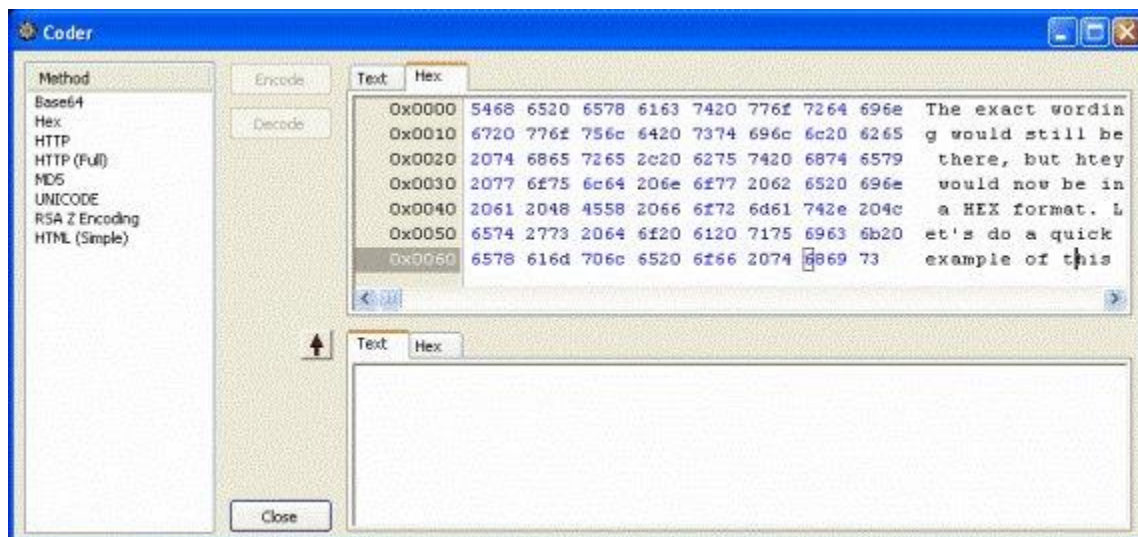 Coder
Method
Base64
Hex
HTTP
HTTP (Full)
MD5
UNICODE
RSA Z Encoding
HTML (Simple)
Encode
Decode
Close
Text Hex
0x0000 5468 6520 6578 6163 7420 776f 7264 696e The exact wordin
0x0010 6720 776f 756c 6420 7374 696c 6c20 6265 g would still be
0x0020 2074 6865 7265 2c20 6275 7420 6874 6579 there, but htey
0x0030 2077 6f75 6c64 206e 6f77 2062 6520 696e would now be in
0x0040 2061 2048 4558 2066 6f72 6d61 742e 204c a HEX format. L
0x0050 6574 2773 2064 6f20 6120 7175 6963 6b20 et's do a quick
0x0060 6578 616d 706c 6520 6f66 2074 6869 73 example of this
Text Hex